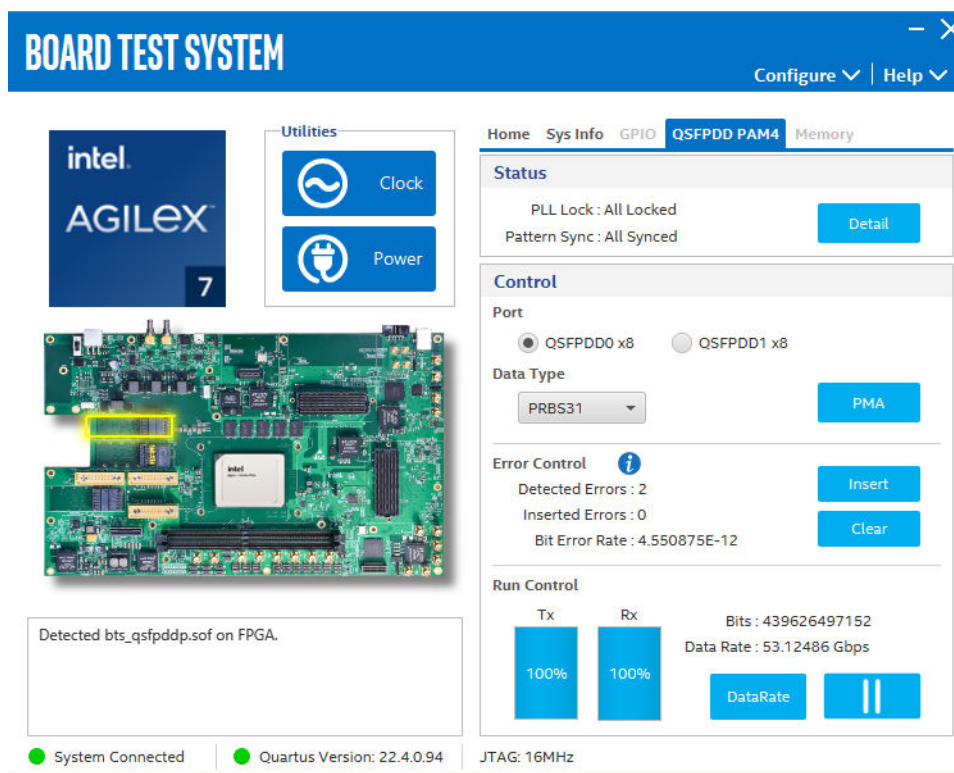 BOARD TEST SYSTEM
Configure | Help
intel.
AGILEX™
7
Utilities
Clock
Power
Home Sys Info GPIO QSFPDD PAM4 Memory
Status
PLL Lock : All Locked
Pattern Sync : All Synced
Detail
Control
Port
QSFPDD0 x8 QSFPDD1 x8
Data Type
PRBS31
PMA
Error Control i
Detected Errors : 2
Insert
Inserted Errors : 0
Clear
Bit Error Rate : 4.550875E-12
Run Control
Tx Rx
Bits : 439626497152
Data Rate : 53.12486 Gbps
100% 100%
DataRate
intel
Detected bts_qsfpddp.sof on FPGA.
System Connected Quartus Version: 22.4.0.94 JTAG: 16MHz